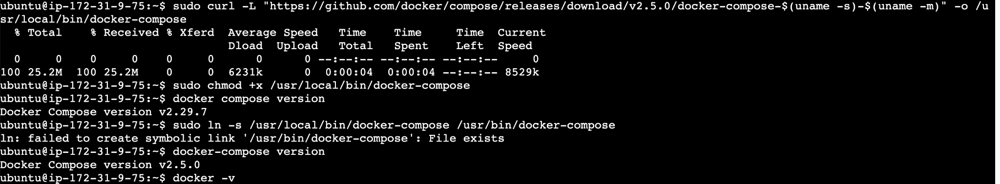 ubuntu@ip-172-31-9-75:~$ sudo curl -L "https://github.com/docker/compose/releases/download/v2.5.0/docker-compose-$(uname -s)-$(uname -m)" -o /u
sr/local/bin/docker-compose
% Total % Received % Xferd Average Speed Time Time Time Current
Dload Upload Total Spent Left Speed
0 0 0 0 0 0 0 0 --:--:-- --:--:-- --:--:-- 0
100 25.2M 100 25.2M 0 0 6231k 0 0:00:04 0:00:04 --:--:-- 8529k
ubuntu@ip-172-31-9-75:~$ sudo chmod +x /usr/local/bin/docker-compose
ubuntu@ip-172-31-9-75:~$ docker compose version
Docker Compose version v2.29.7
ubuntu@ip-172-31-9-75:~$ sudo ln -s /usr/local/bin/docker-compose /usr/bin/docker-compose
ln: failed to create symbolic link '/usr/bin/docker-compose': File exists
ubuntu@ip-172-31-9-75:~$ docker-compose version
Docker Compose version v2.5.0
ubuntu@ip-172-31-9-75:~$ docker -v